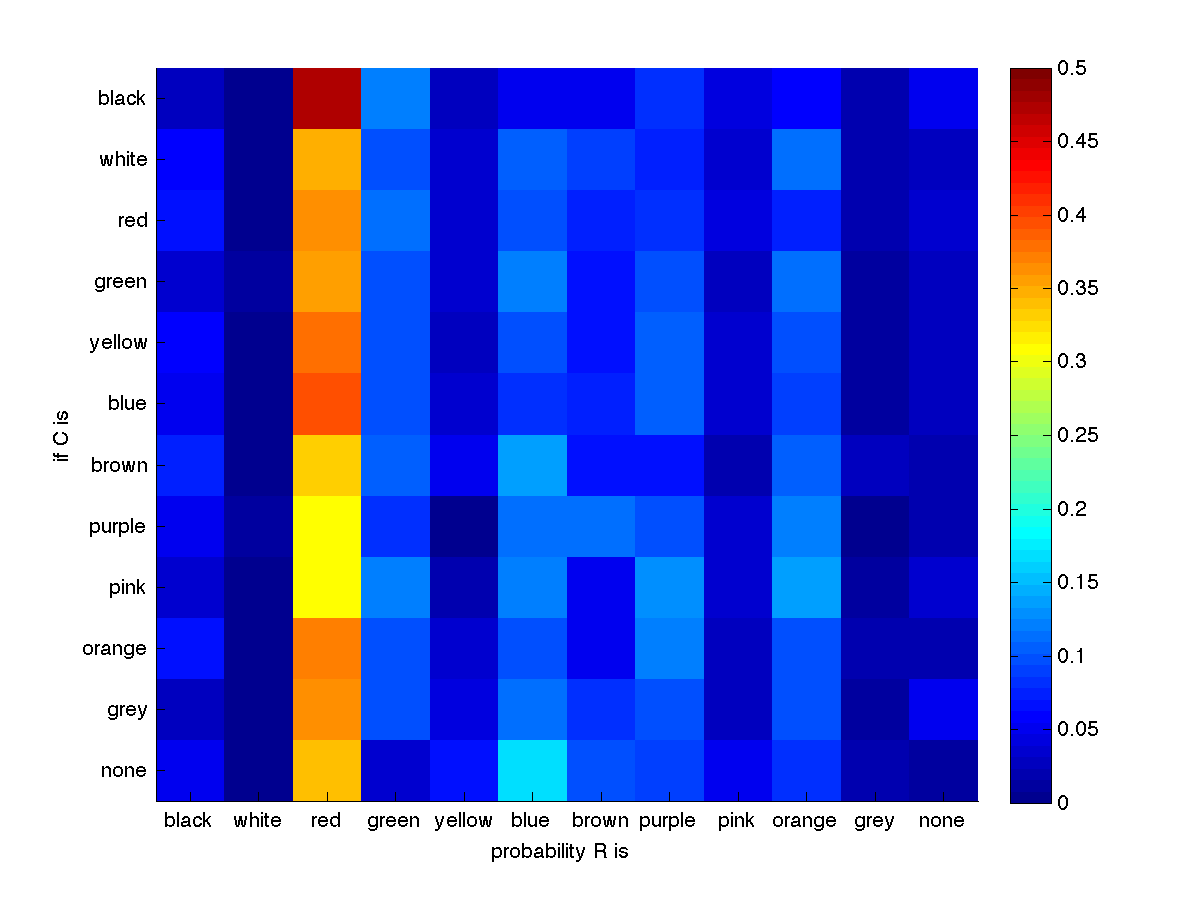 black
white
red
green
yellow
blue
brown
purple
pink
orange
grey
none
if C is
black white red green yellow blue brown purple pink orange grey none
probability R is
0.5
0.45
0.4
0.35
0.3
0.25
0.2
0.15
0.1
0.05
0